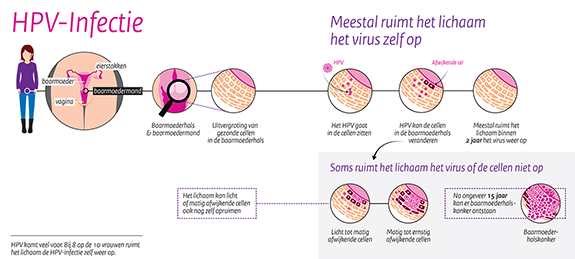 HPV-Infectie
eierstokken
baarmoeder
baarmoedermond
vagina
Baarmoederhals
& baarmoedermond
Uitvergroting van
gezonde cellen
in de baarmoederhals
Meestal ruimt het lichaam
het virus zelf op
HPV
Afwijkende cel
Het HPV gaat
in de cellen zitten
HPV kan de cellen
in de baarmoederhals
veranderen
Meestal ruimt het
lichaam binnen
2 jaar het virus weer op
Soms ruimt het lichaam het virus of de cellen niet op
Het lichaam kan licht
of matig afwijkende cellen
ook nog zelf opruimen
Licht tot matig
afwijkende cellen
Matig tot ernstig
afwijkende cellen
Na ongeveer 15 jaar
kan er baarmoederhals-
kanker ontstaan
Baarmoeder-
halskanker
HPV komt veel voor. Bij 8 op de 10 vrouwen ruimt
het lichaam de HPV-infectie zelf weer op.